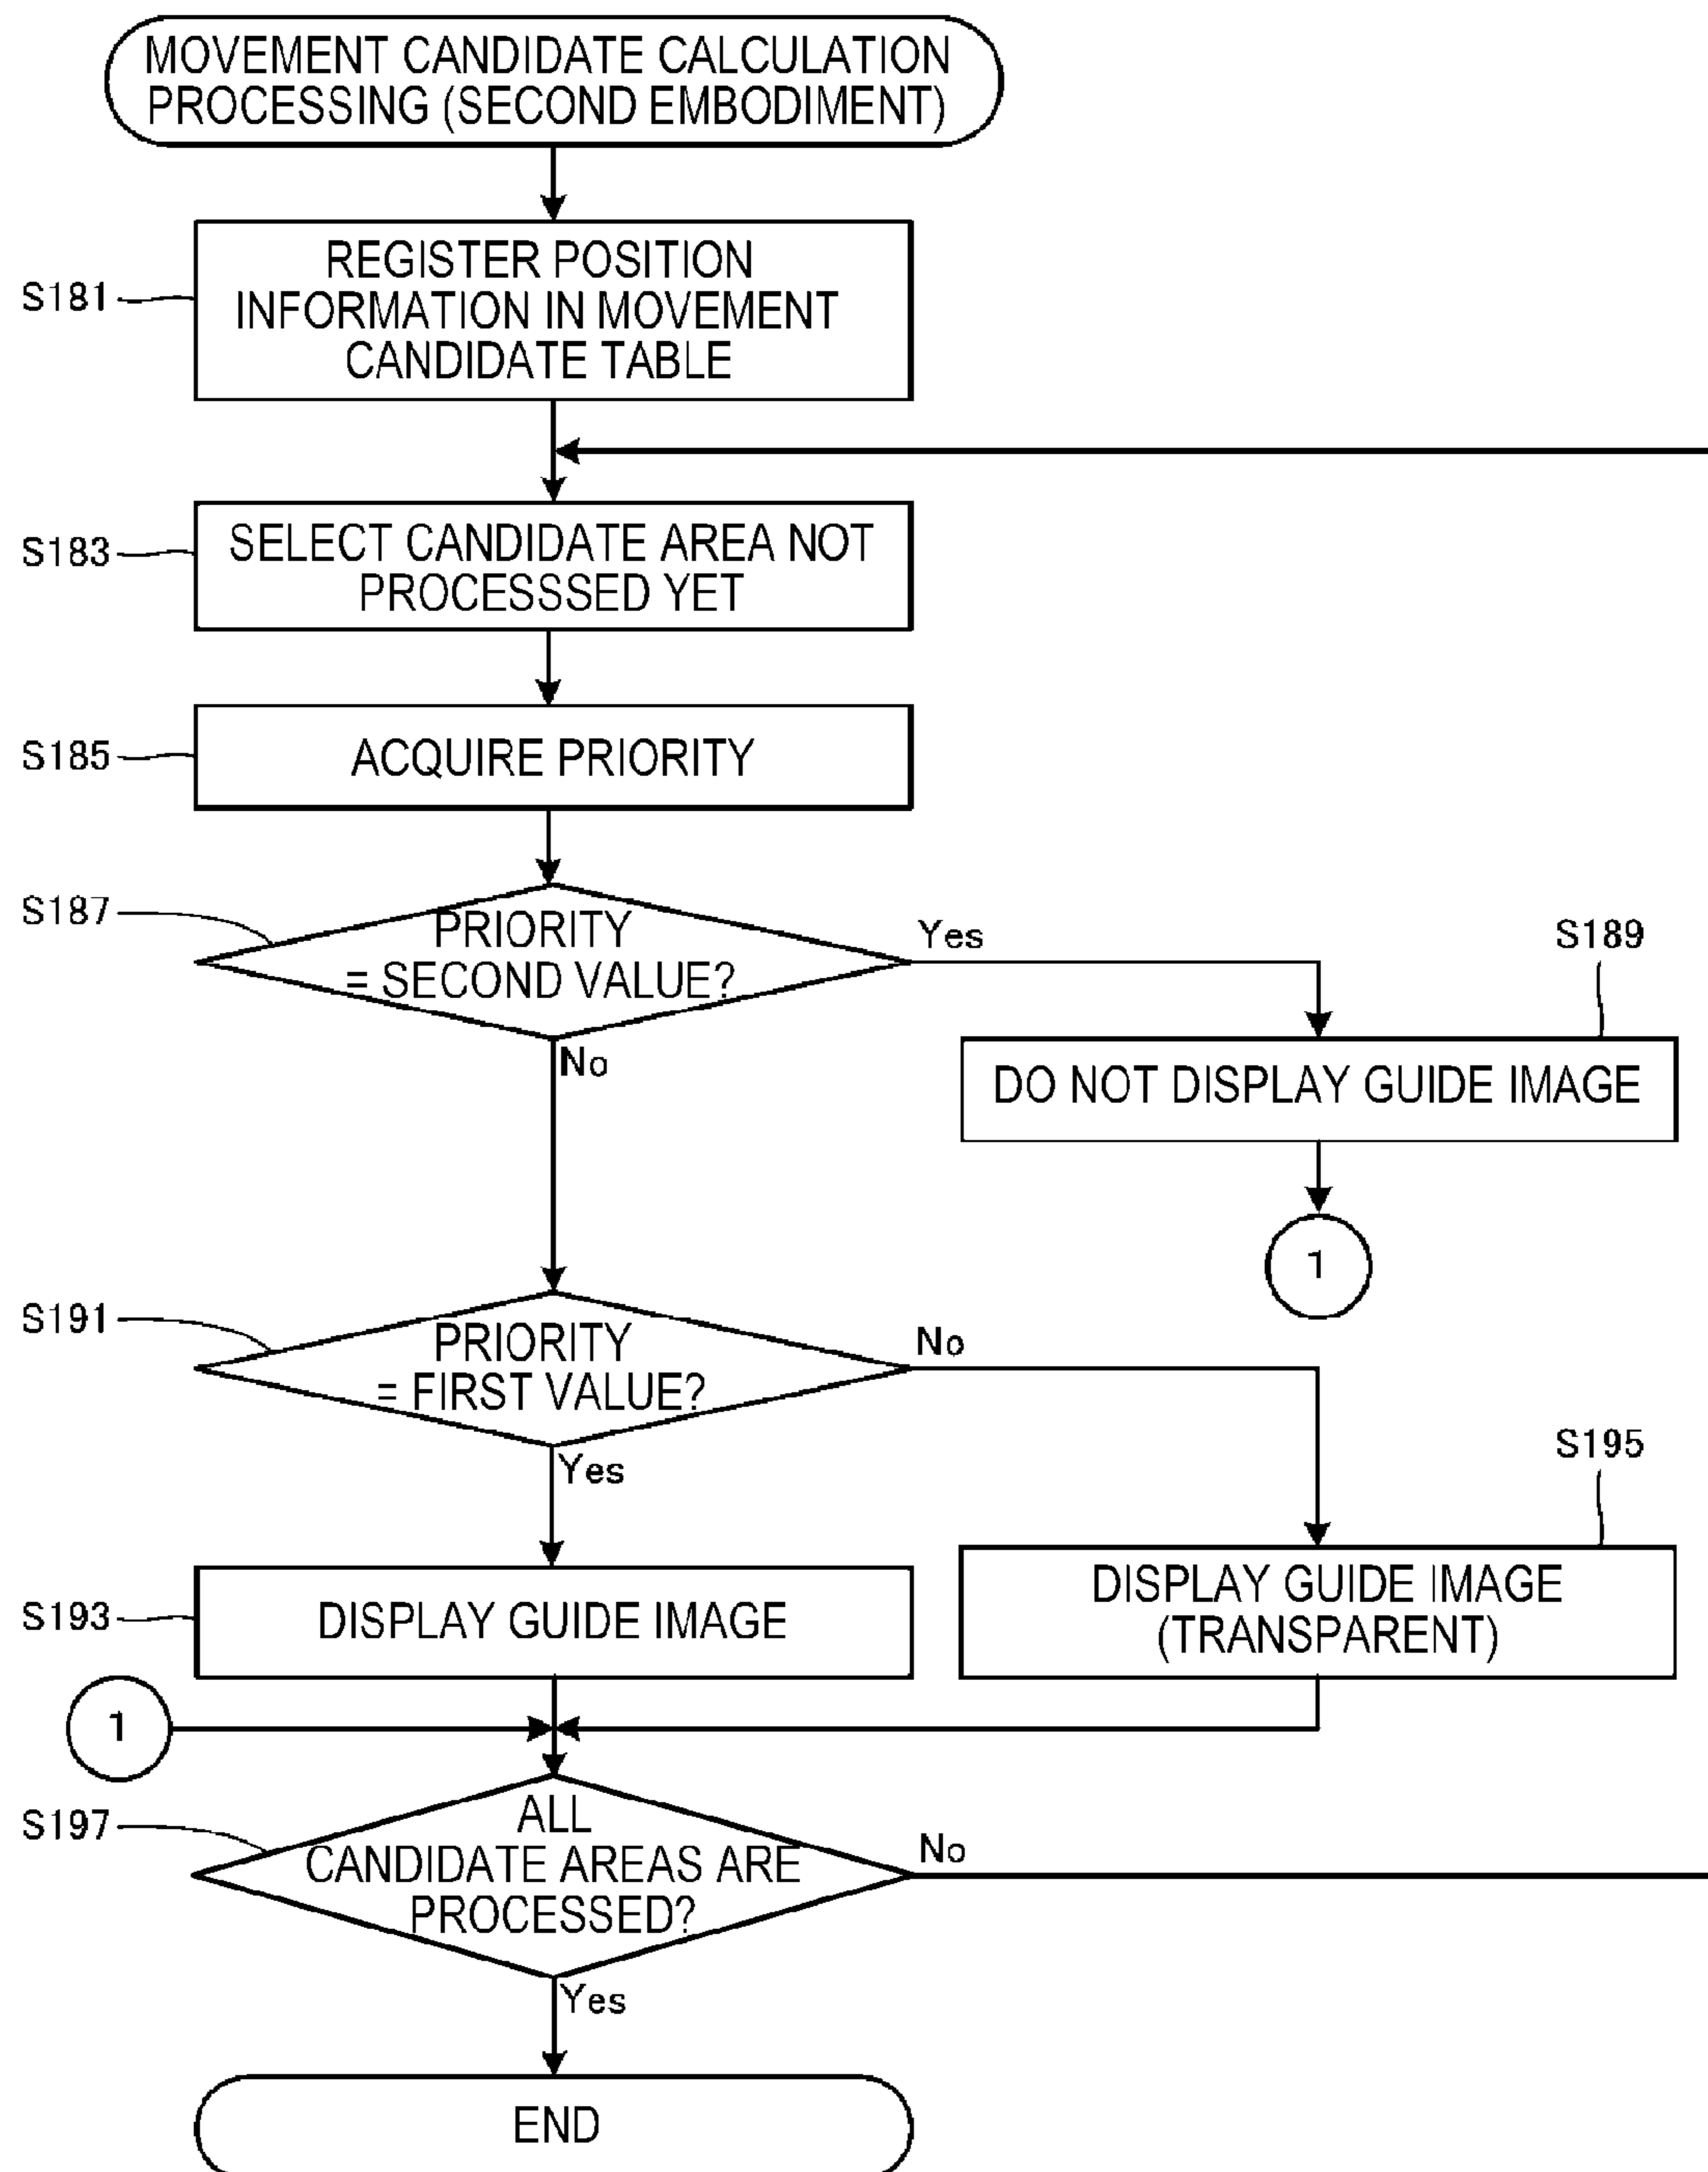 MOVEMENT CANDIDATE CALCULATION
PROCESSING (SECOND EMBODIMENT)
S181
REGISTER POSITION
INFORMATION IN MOVEMENT
CANDIDATE TABLE
S183
SELECT CANDIDATE AREA NOT
PROCESSSED YET
S185
ACQUIRE PRIORITY
S187
PRIORITY
= SECOND VALUE?
Yes
No
S189
DO NOT DISPLAY GUIDE IMAGE
1
S191
PRIORITY
= FIRST VALUE?
No
Yes
S195
DISPLAY GUIDE IMAGE
(TRANSPARENT)
S193
DISPLAY GUIDE IMAGE
1
S197
ALL
CANDIDATE AREAS ARE
PROCESSED?
No
Yes
END